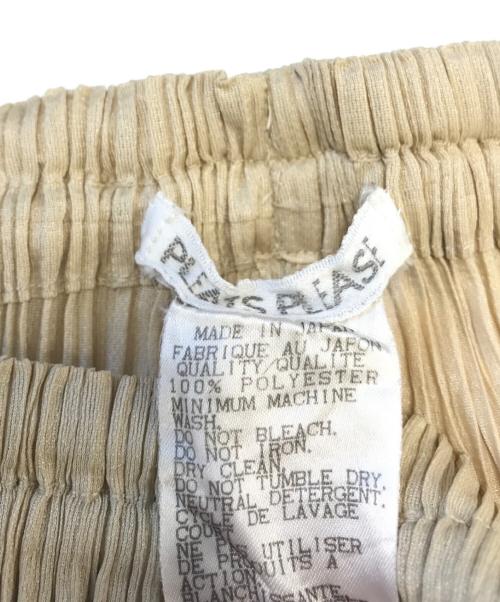 PLEATS PLEASE
MADE IN JAPAN
FABRIQUE AU JAPON
QUALITY/QUALITE
100% POLYESTER
MINIMUM MACHINE
WASH.
DO NOT BLEACH.
DO NOT IRON.
DRY CLEAN.
DO NOT TUMBLE DRY.
NEUTRAL DETERGENT.
CYCLE DE LAVAGE
NE PAS UTILISER
DE PRODUITS A
ACTION
BLANCHISSANTE